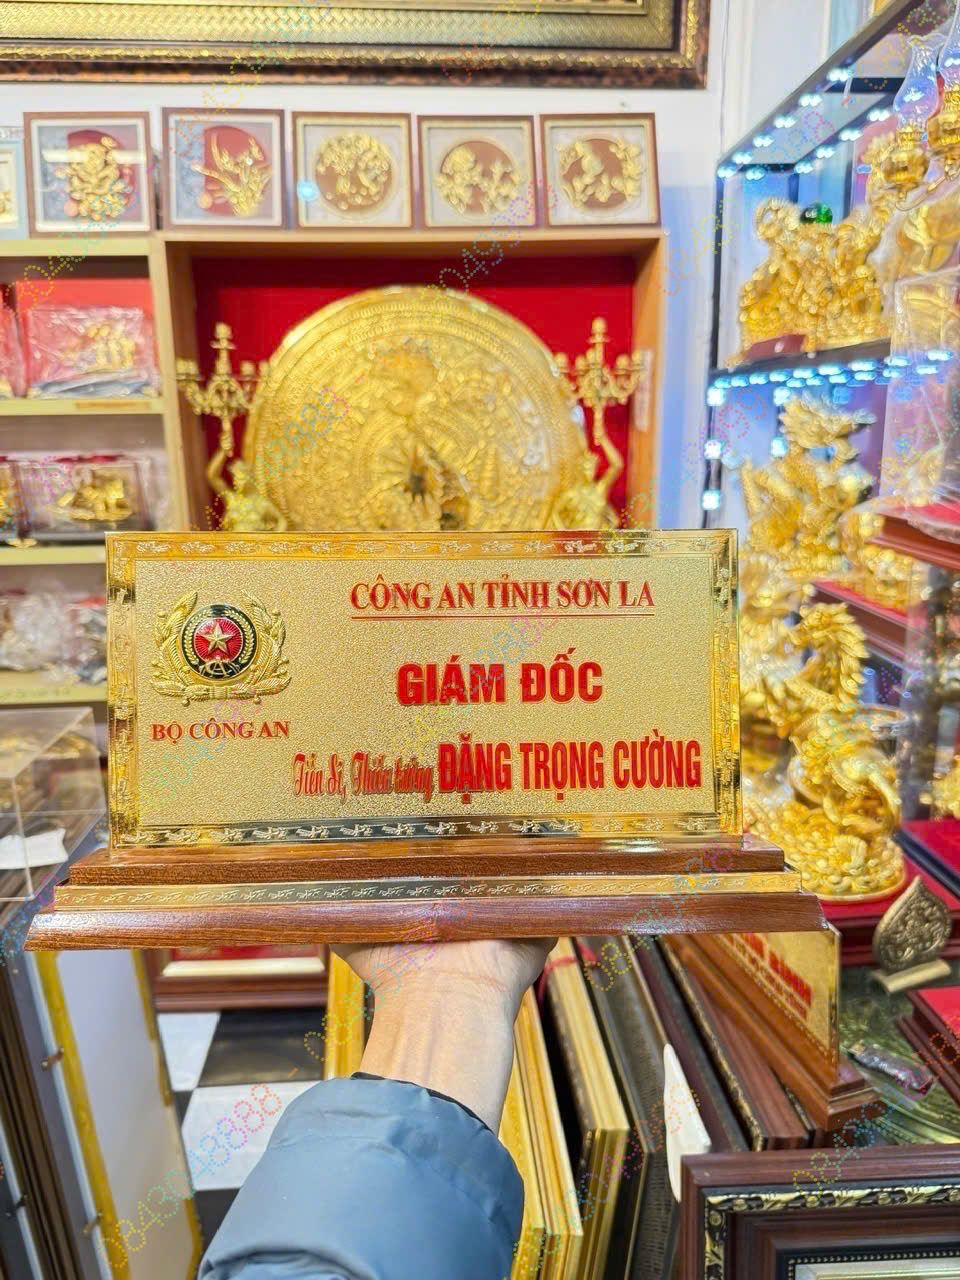 CÔNG AN TỈNH SƠN LA
GIÁM ĐỐC
BỘ CÔNG AN
Tiến Sĩ, Thiếu tướng ĐẶNG TRỌNG CƯỜNG